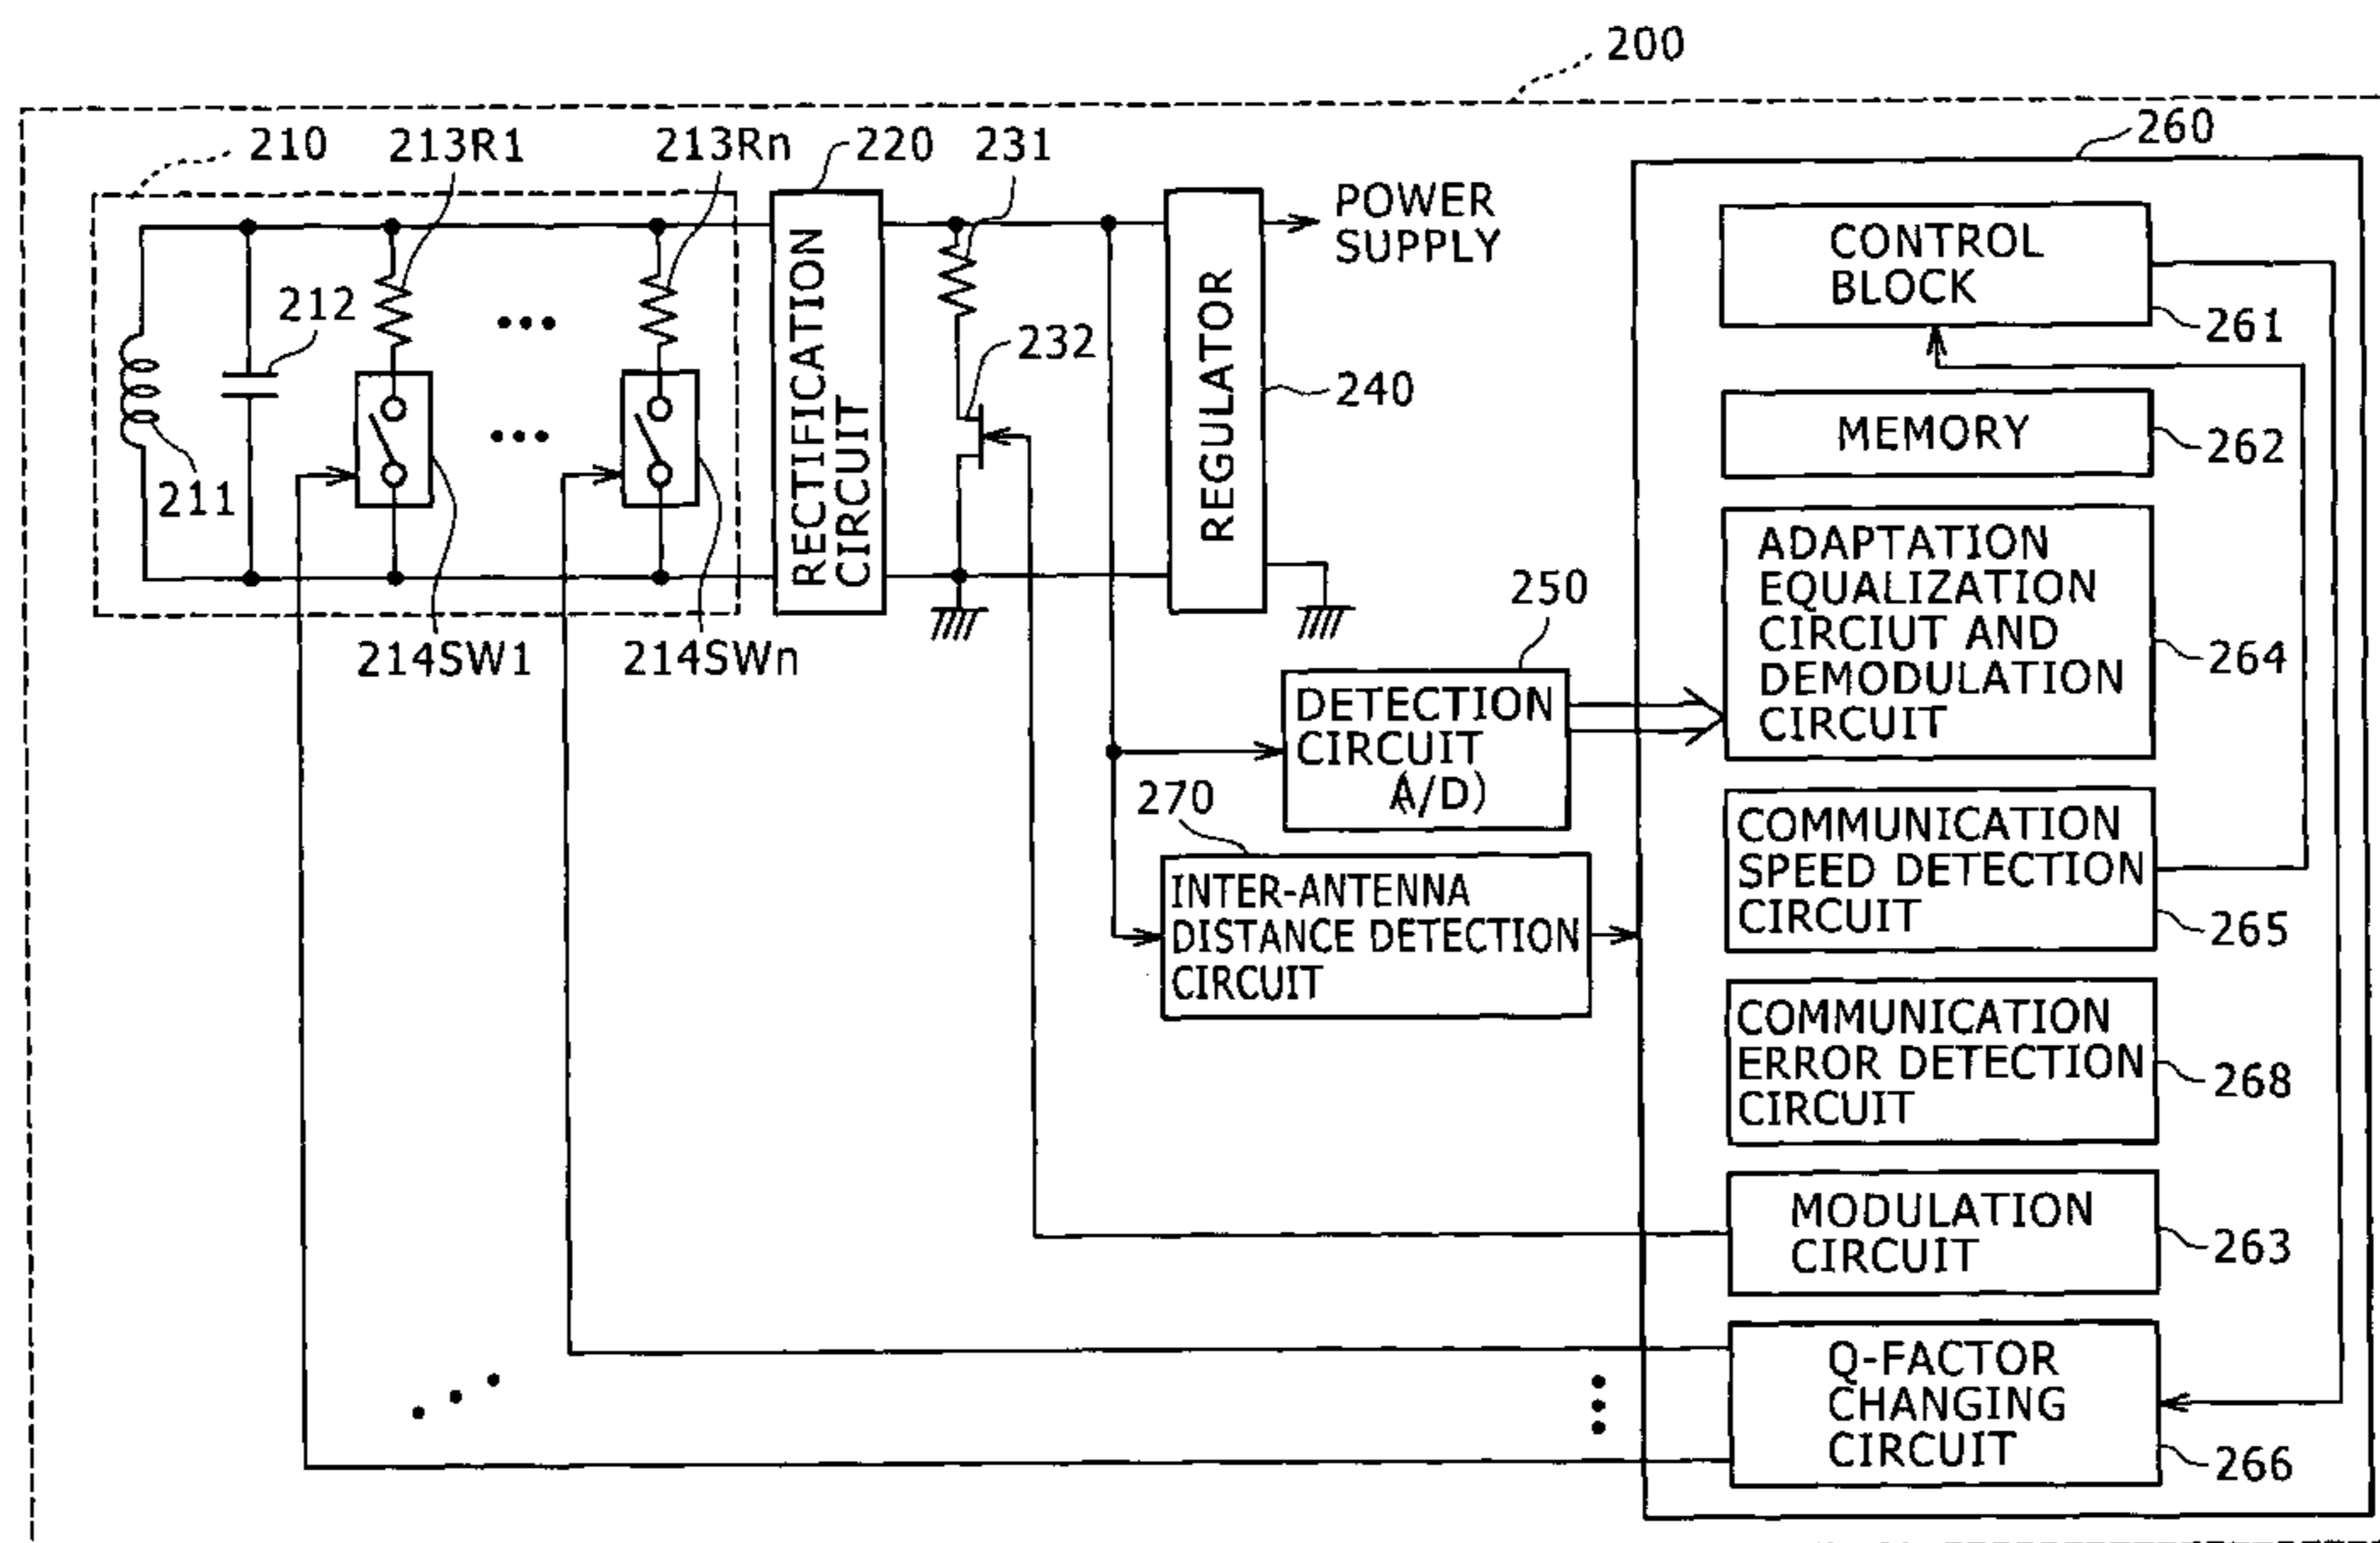 200
210
213R1
213Rn
220
231
260
POWER
SUPPLY
CONTROL
BLOCK
261
212
232
RECTIFICATION
CIRCUIT
REGULATOR
240
MEMORY
262
211
214SW1
214SWn
ADAPTATION
EQUALIZATION
CIRCIUT AND
DEMODULATION
CIRCUIT
264
250
DETECTION
CIRCUIT
(A/D)
270
INTER-ANTENNA
DISTANCE DETECTION
CIRCUIT
COMMUNICATION
SPEED DETECTION
CIRCUIT
265
COMMUNICATION
ERROR DETECTION
CIRCUIT
268
MODULATION
CIRCUIT
263
Q-FACTOR
CHANGING
CIRCUIT
266